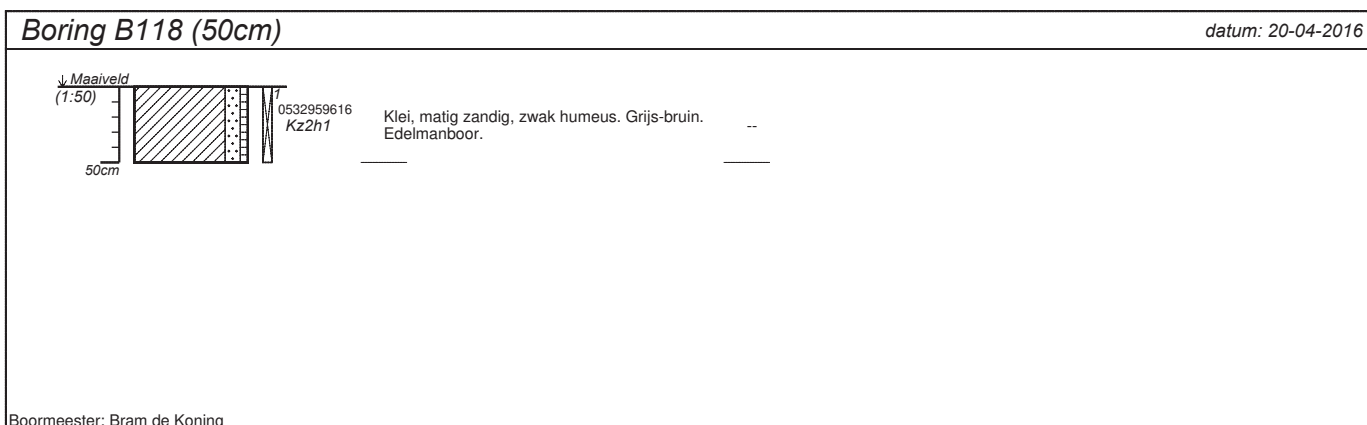 Boring B118 (50cm)
datum: 20-04-2016
Maaiveld
(1:50)
1
0532959616
Kz2h1
Klei, matig zandig, zwak humeus. Grijs-bruin.
Edelmanboor.
--
50cm
Boormeester: Bram de Koning